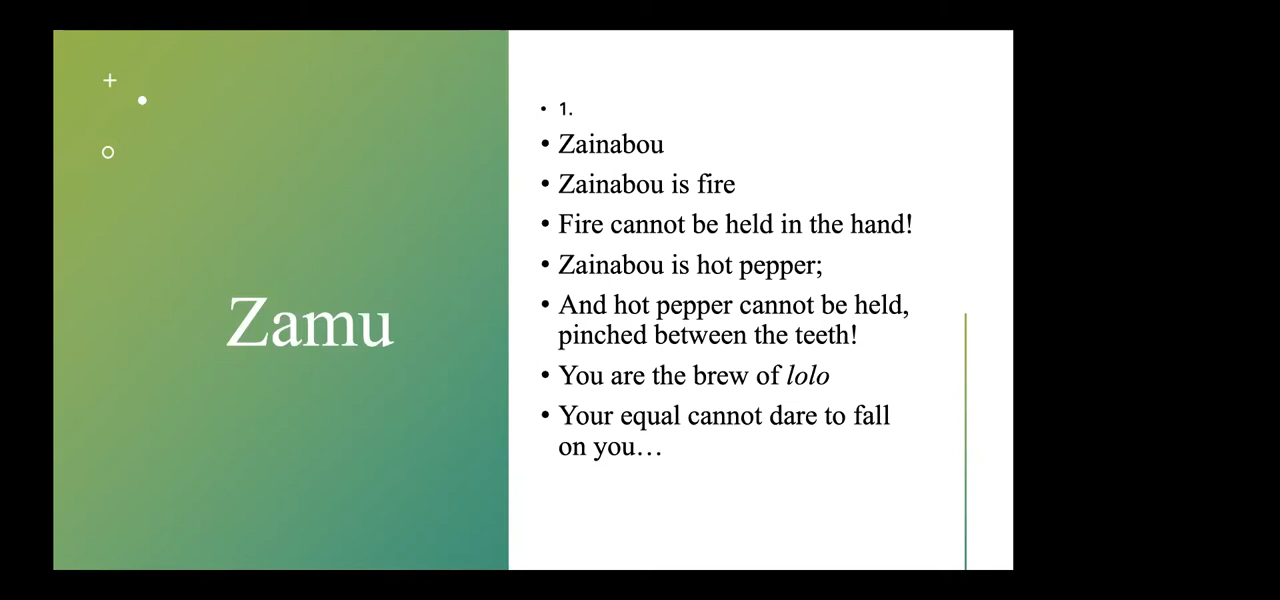 Zamu
• 1.
• Zainabou
• Zainabou is fire
• Fire cannot be held in the hand!
• Zainabou is hot pepper;
• And hot pepper cannot be held,
pinched between the teeth!
• You are the brew of lolo
• Your equal cannot dare to fall
on you…